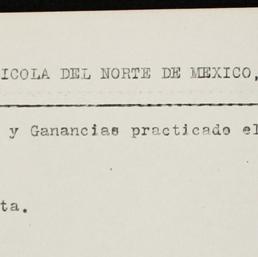 ICOLA DEL NORTE DE MEXICO,
y Ganancias practicado el
ta.